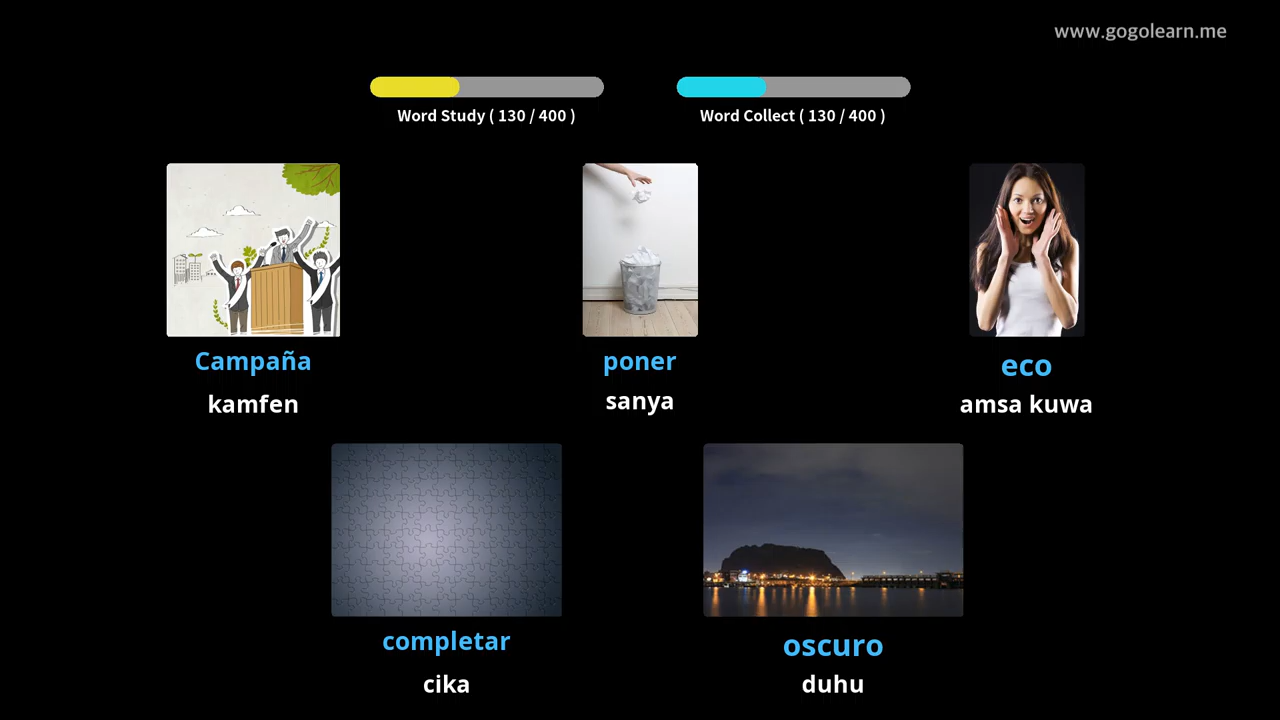 www.gogolearn.me
Word Study ( 130 / 400 )
Word Collect ( 130 / 400 )
Campaña
kamfen
poner
sanya
eco
amsa kuwa
completar
cika
oscuro
duhu